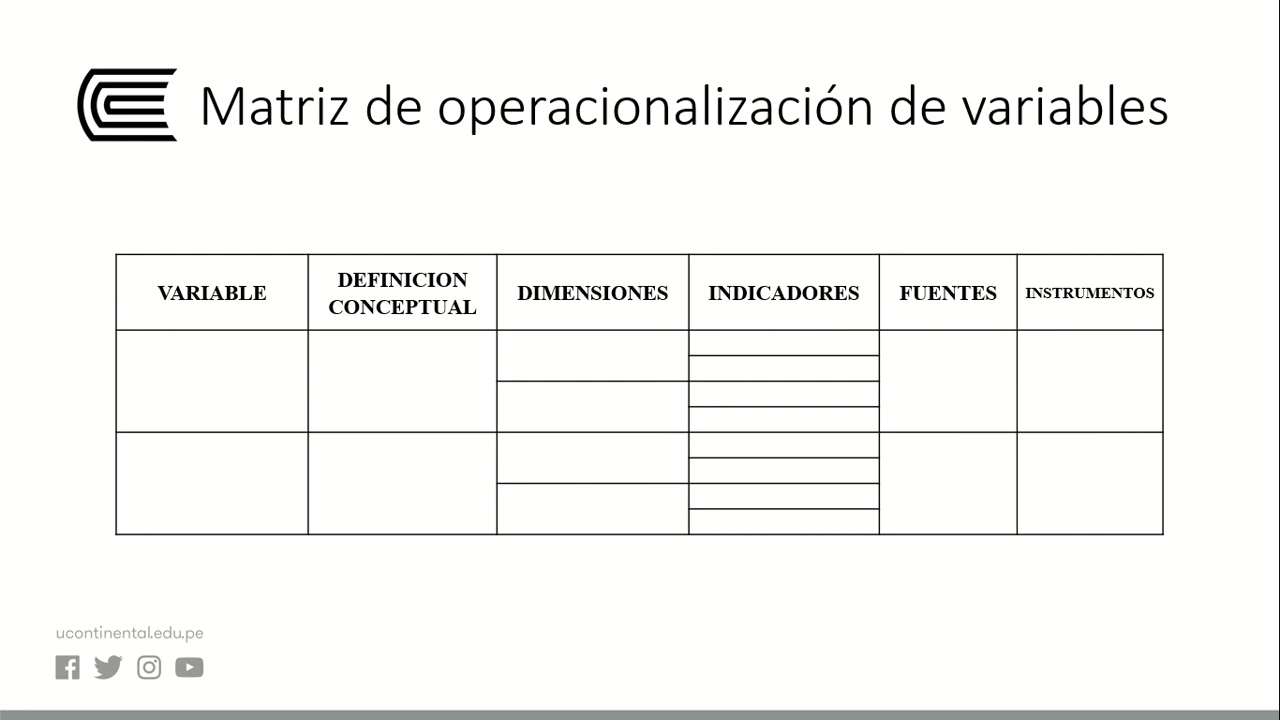 Matriz de operacionalización de variables
VARIABLE
DEFINICION
CONCEPTUAL
DIMENSIONES
INDICADORES
FUENTES
INSTRUMENTOS
ucontinental.edu.pe